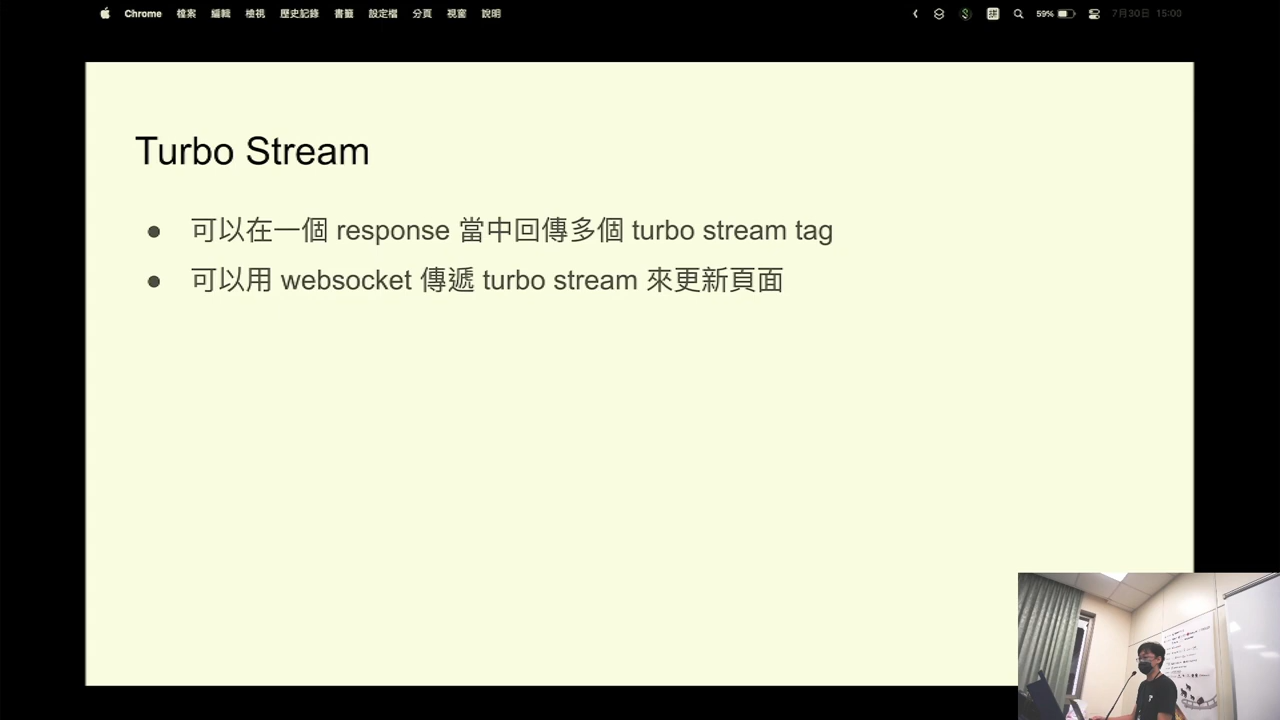 Chrome 檔案 編輯 檢視 歷史記錄 書籤 設定檔 分頁 視窗 說明 59% 7月30日 15:00
Turbo Stream
可以在一個 response 當中回傳多個 turbo stream tag
可以用 websocket 傳遞 turbo stream 來更新頁面